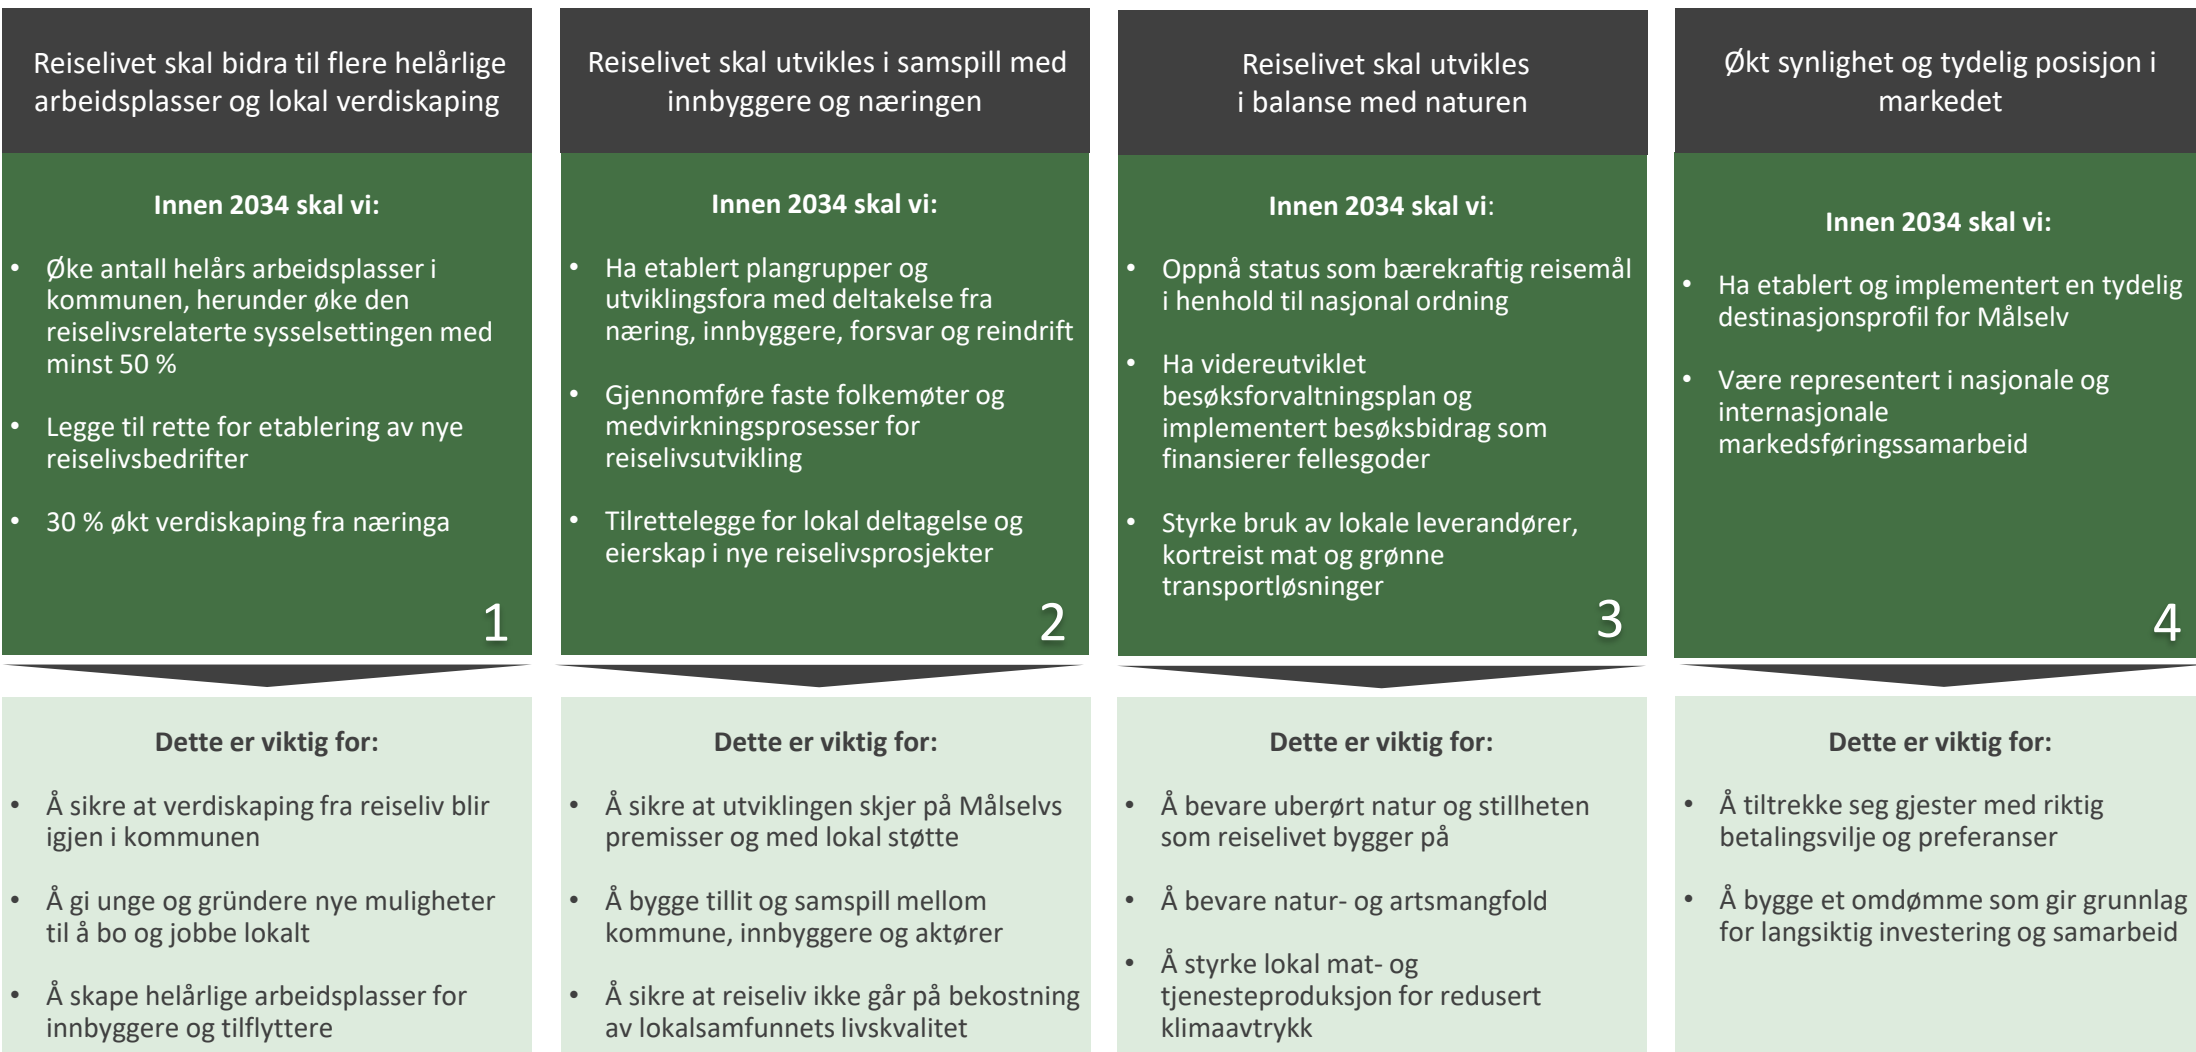 Reiselivet skal bidra til flere helårlige
arbeidsplasser og lokal verdiskaping
Innen 2034 skal vi:
• Øke antall helårs arbeidsplasser i
kommunen, herunder øke den
reiselivsrelaterte sysselsettingen med
minst 50 %
• Legge til rette for etablering av nye
reiselivsbedrifter
• 30 % økt verdiskaping fra næringa
1
Dette er viktig for:
• Å sikre at verdiskaping fra reiseliv blir
igjen i kommunen
• Å gi unge og gründere nye muligheter
til å bo og jobbe lokalt
• Å skape helårlige arbeidsplasser for
innbyggere og tilflyttere
Reiselivet skal utvikles i samspill med
innbyggere og næringen
Innen 2034 skal vi:
• Ha etablert plangrupper og
utviklingsfora med deltakelse fra
næring, innbyggere, forsvar og reindrift
• Gjennomføre faste folkemøter og
medvirkningsprosesser for
reiselivsutvikling
• Tilrettelegge for lokal deltagelse og
eierskap i nye reiselivsprosjekter
2
Dette er viktig for:
• Å sikre at utviklingen skjer på Målselvs
premisser og med lokal støtte
• Å bygge tillit og samspill mellom
kommune, innbyggere og aktører
• Å sikre at reiseliv ikke går på bekostning
av lokalsamfunnets livskvalitet
Reiselivet skal utvikles
i balanse med naturen
Innen 2034 skal vi:
• Oppnå status som bærekraftig reisemål
i henhold til nasjonal ordning
• Ha videreutviklet
besøksforvaltningsplan og
implementert besøksbidrag som
finansierer fellesgoder
• Styrke bruk av lokale leverandører,
kortreist mat og grønne
transportløsninger
3
Dette er viktig for:
• Å bevare uberørt natur og stillheten
som reiselivet bygger på
• Å bevare natur- og artsmangfold
• Å styrke lokal mat- og
tjenesteproduksjon for redusert
klimaavtrykk
Økt synlighet og tydelig posisjon i
markedet
Innen 2034 skal vi:
• Ha etablert og implementert en tydelig
destinasjonsprofil for Målselv
• Være representert i nasjonale og
internasjonale
markedsføringssamarbeid
4
Dette er viktig for:
• Å tiltrekke seg gjester med riktig
betalingsvilje og preferanser
• Å bygge et omdømme som gir grunnlag
for langsiktig investering og samarbeid